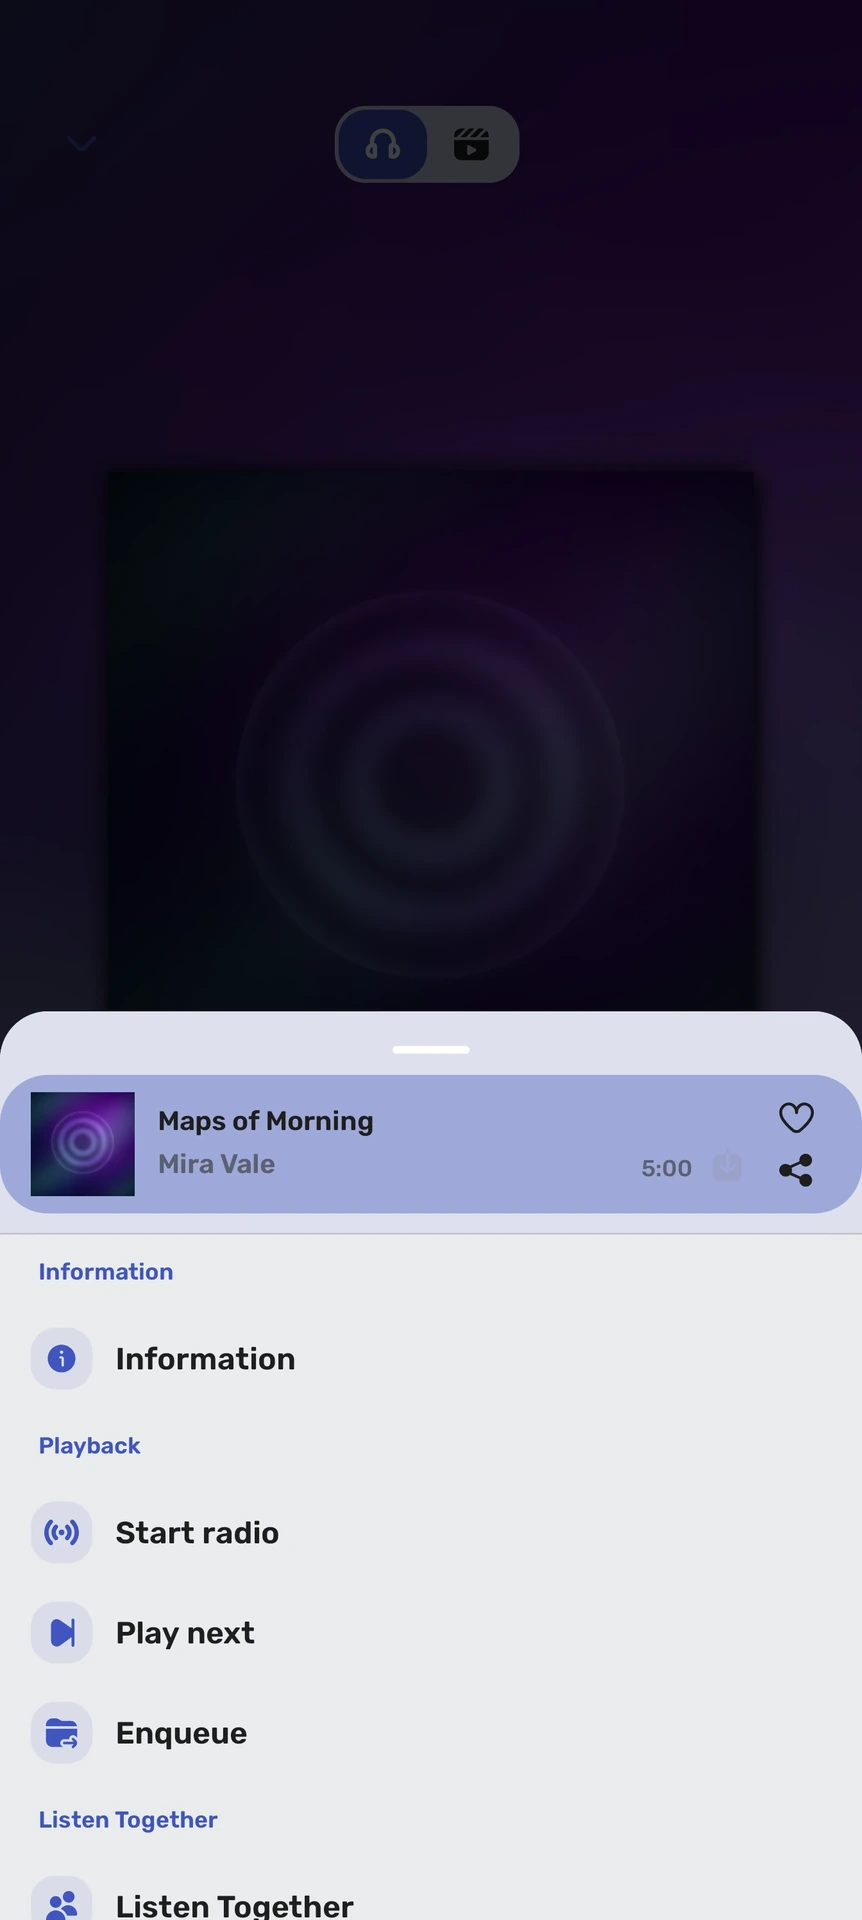 Maps of Morning
Mira Vale
5:00
Information
Information
Playback
Start radio
Play next
Enqueue
Listen Together
Listen Together